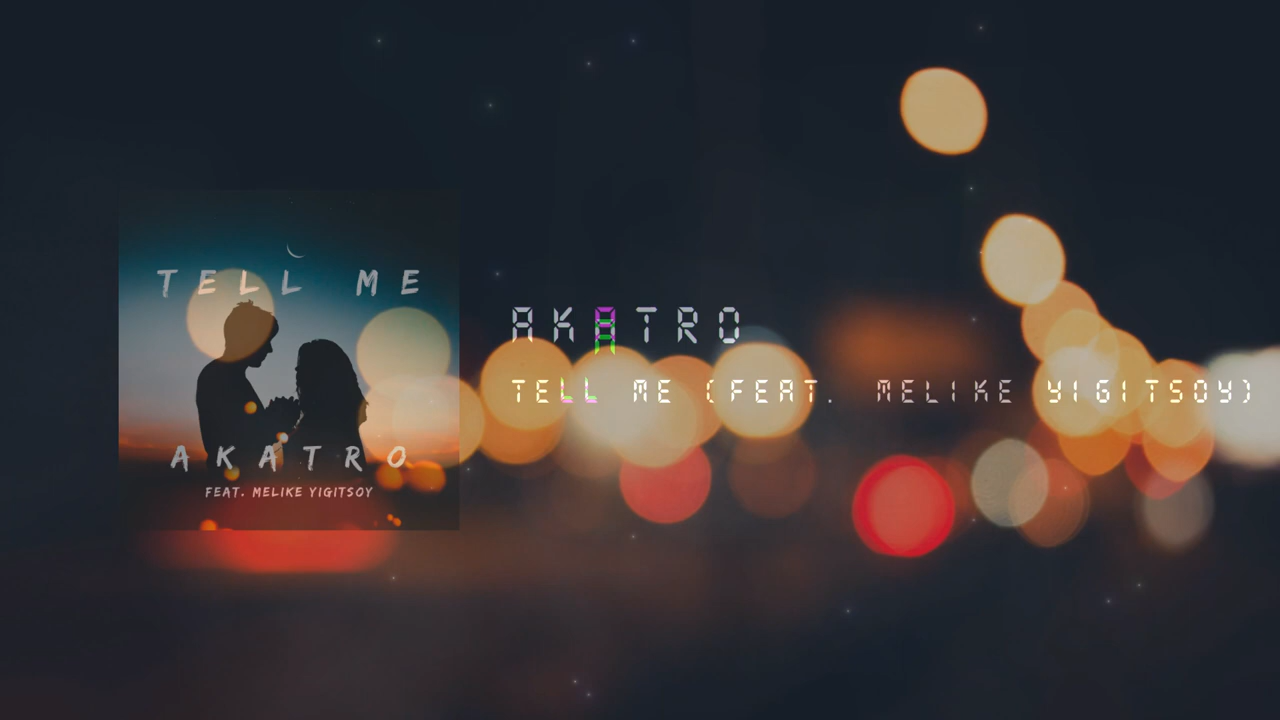 TELL ME
AKATRO
FEAT. MELIKE YIGITSOY
AKATRO
TELL ME (FEAT. MELIKE YIGITSOY)